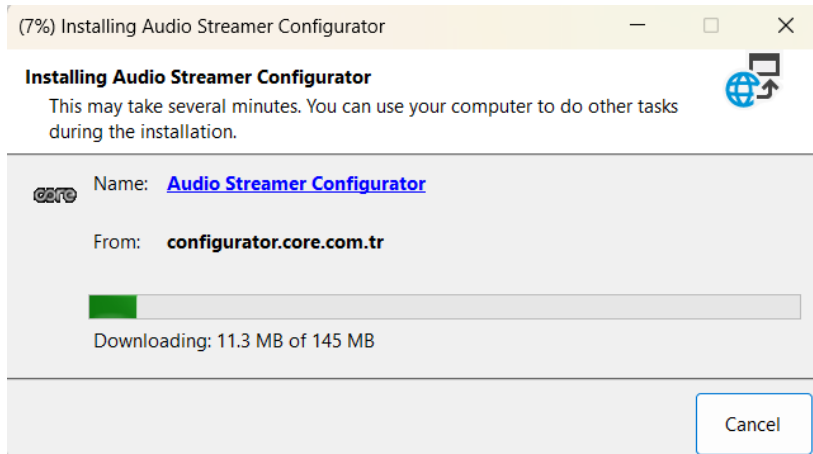 (7%) Installing Audio Streamer Configurator
Installing Audio Streamer Configurator
This may take several minutes. You can use your computer to do other tasks
during the installation.
core
Name: Audio Streamer Configurator
From: configurator.core.com.tr
Downloading: 11.3 MB of 145 MB
Cancel